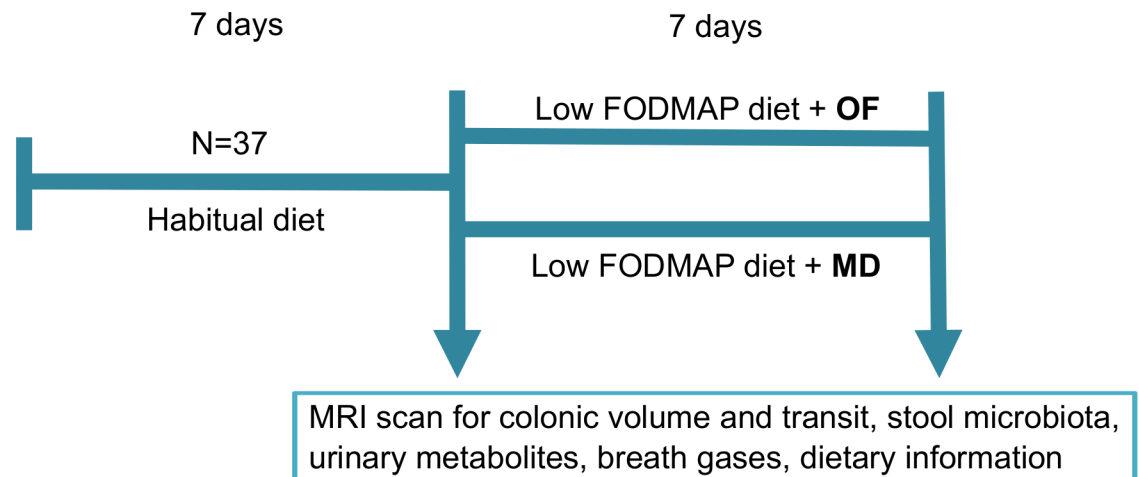 7 days
7 days
N=37
Habitual diet
Low FODMAP diet + OF
Low FODMAP diet + MD
MRI scan for colonic volume and transit, stool microbiota,
urinary metabolites, breath gases, dietary information